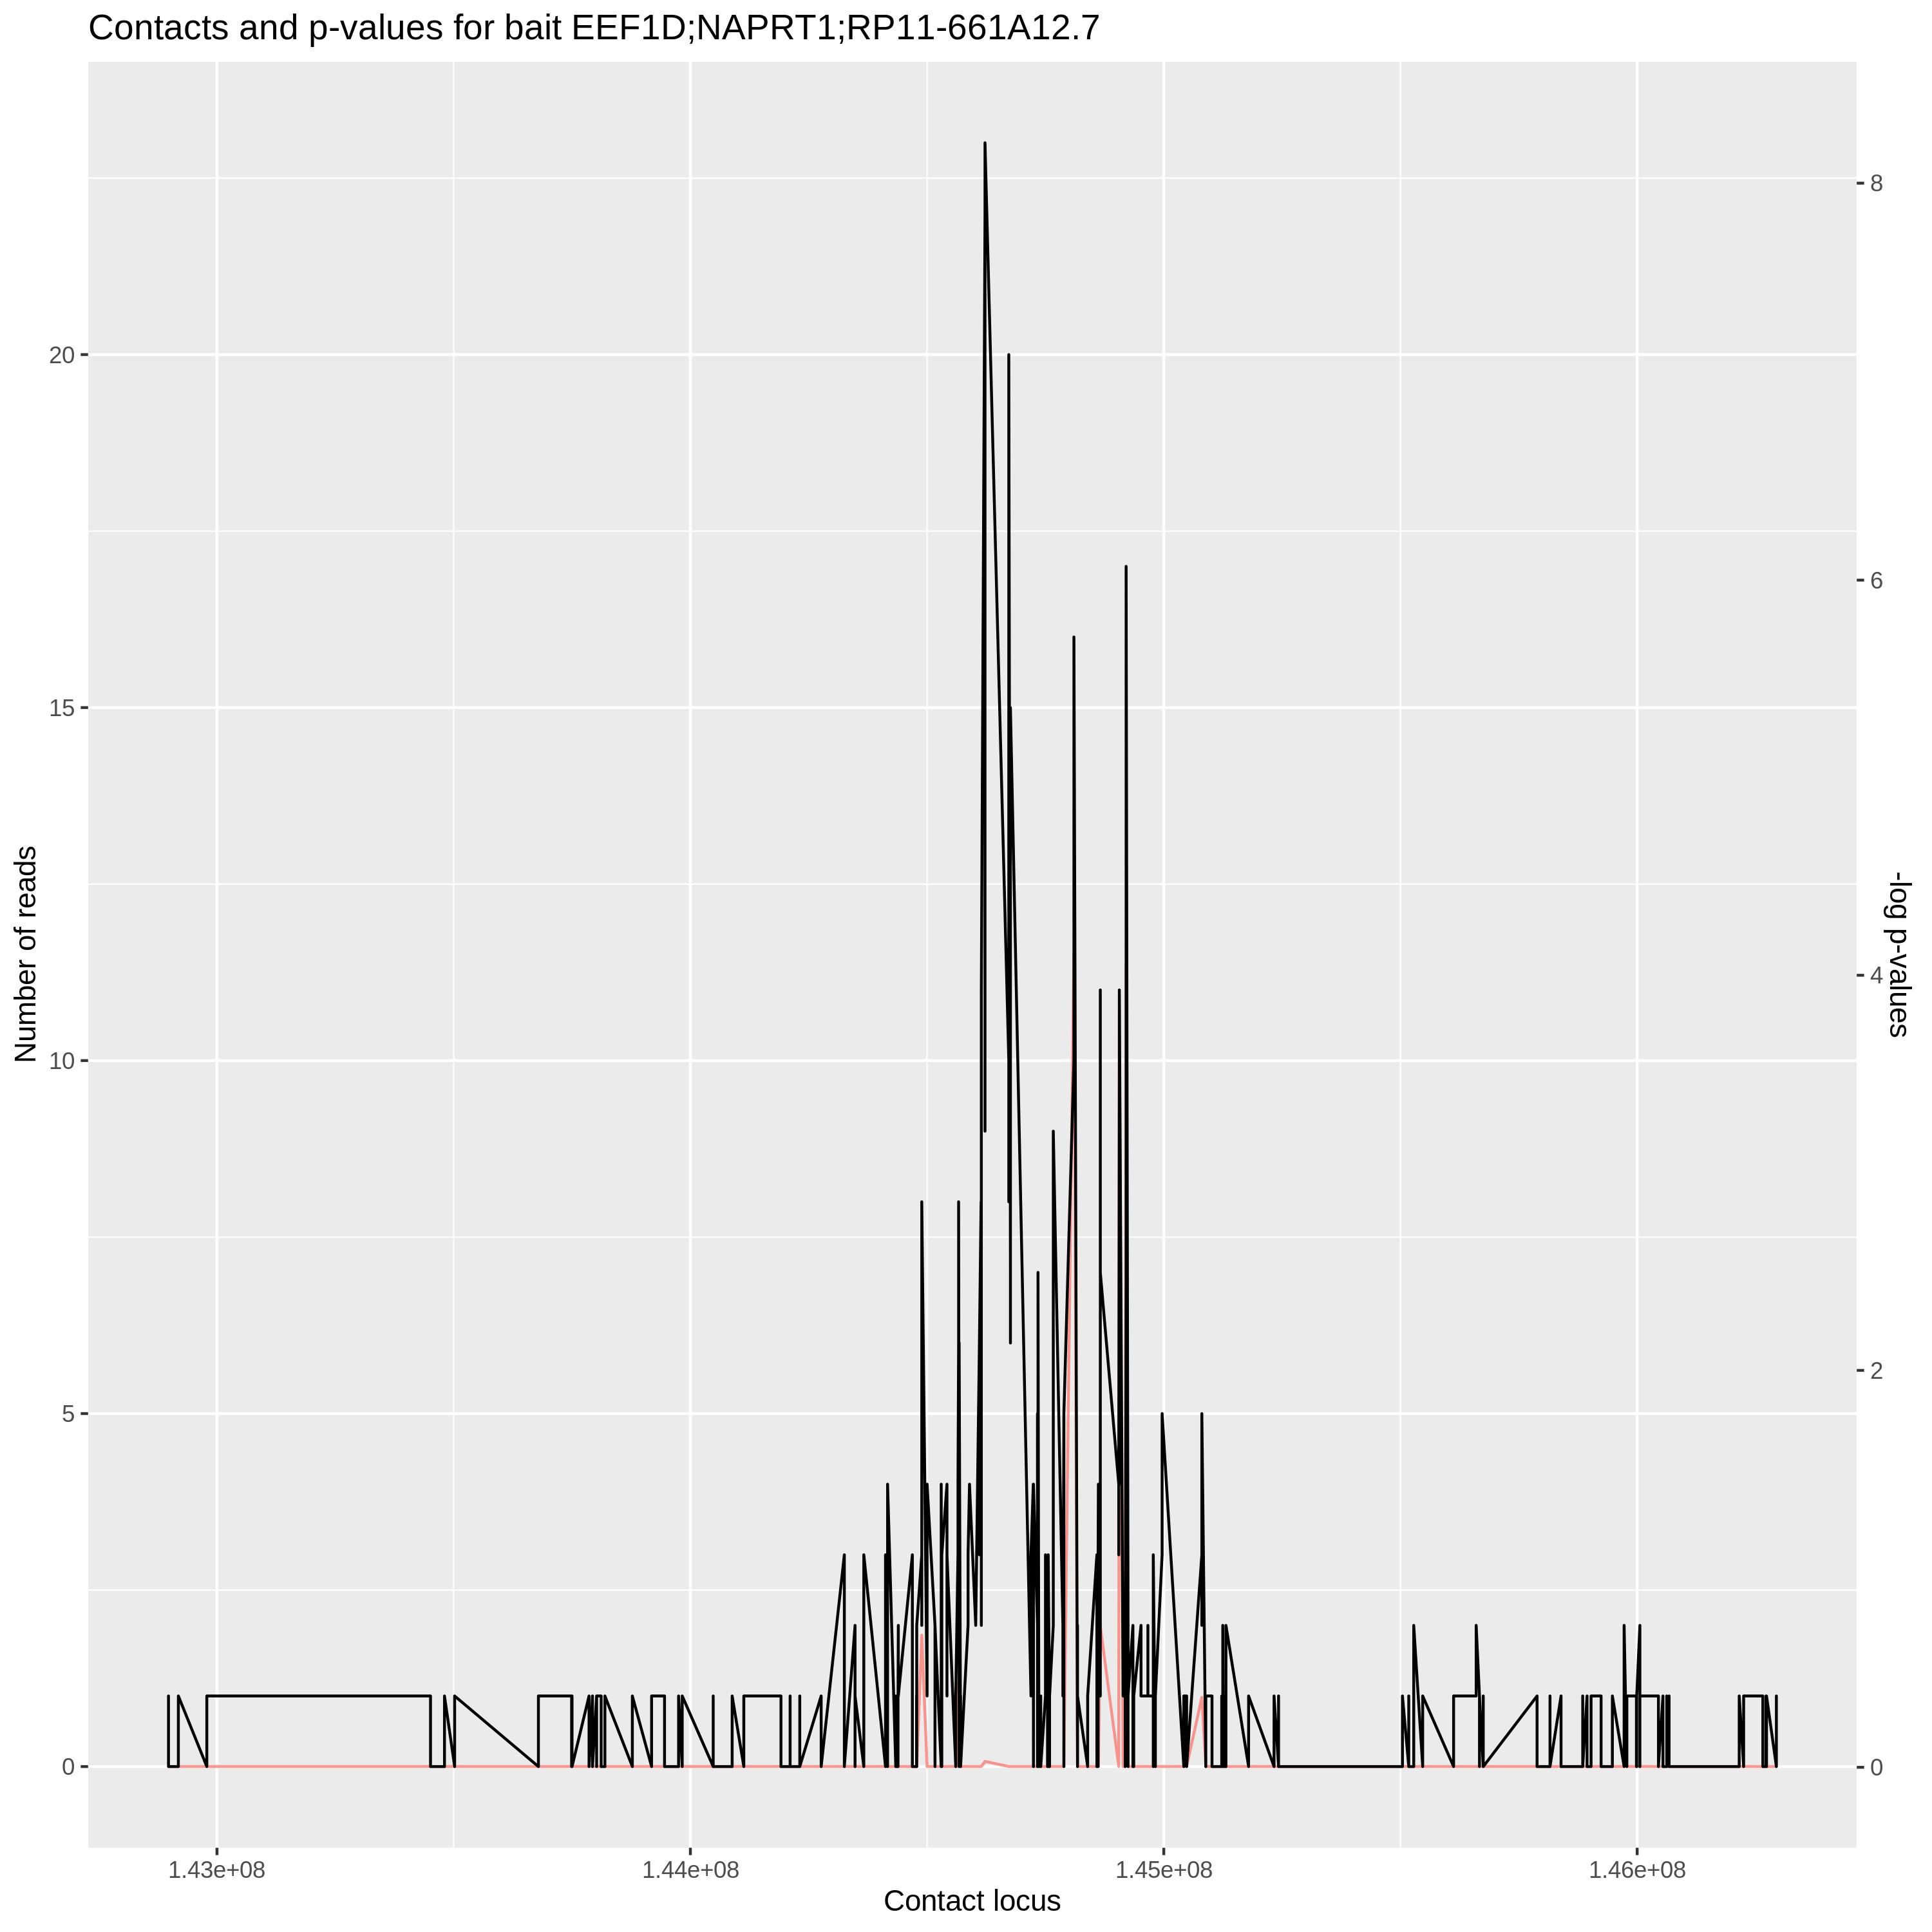 Contacts and p-values for bait EEF1D;NAPRT1;RP11-661A12.7
20
15
10
5
0
Number of reads
8
6
4
2
0
-log p-values
1.43e+08
1.44e+08
1.45e+08
1.46e+08
Contact locus